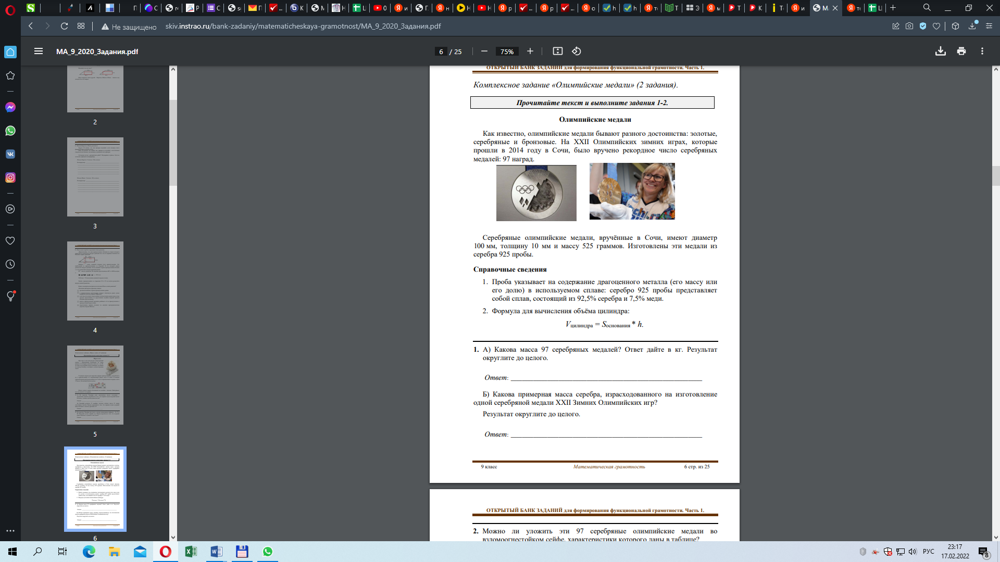 Не защищено
skiv.instrao.ru/bank-zadaniy/matematicheskaya-gramotnost/MA_9_2020_Задания.pdf
MA_9_2020_Задания.pdf
6 / 25
75%
2
3
4
5
6
ОТКРЫТЫЙ БАНК ЗАДАНИЙ для формирования функциональной грамотности. Часть 1.
Комплексное задание «Олимпийские медали» (2 задания).
Прочитайте текст и выполните задания 1-2.
Олимпийские медали
Как известно, олимпийские медали бывают разного достоинства: золотые,
серебряные и бронзовые. На XXII Олимпийских зимних играх, которые
прошли в 2014 году в Сочи, было вручено рекордное число серебряных
медалей: 97 наград.
Серебряные олимпийские медали, вручённые в Сочи, имеют диаметр
100 мм, толщину 10 мм и массу 525 граммов. Изготовлены эти медали из
серебра 925 пробы.
Справочные сведения
1. Проба указывает на содержание драгоценного металла (его массу или
его долю) в используемом сплаве: серебро 925 пробы представляет
собой сплав, состоящий из 92,5% серебра и 7,5% меди.
2. Формула для вычисления объёма цилиндра:
Vцилиндра = Sоснования * h.
1. А) Какова масса 97 серебряных медалей? Ответ дайте в кг. Результат
округлите до целого.
Ответ:
Б) Какова примерная масса серебра, израсходованного на изготовление
одной серебряной медали XXII Зимних Олимпийских игр?
Результат округлите до целого.
Ответ:
9 класс
Математическая грамотность
6 стр. из 25
ОТКРЫТЫЙ БАНК ЗАДАНИЙ для формирования функциональной грамотности. Часть 1.
2. Можно ли уложить эти 97 серебряные олимпийские медали во
взломоогнестойком сейфе, характеристики которого даны в таблице?
РУС
23:17
17.02.2022
8